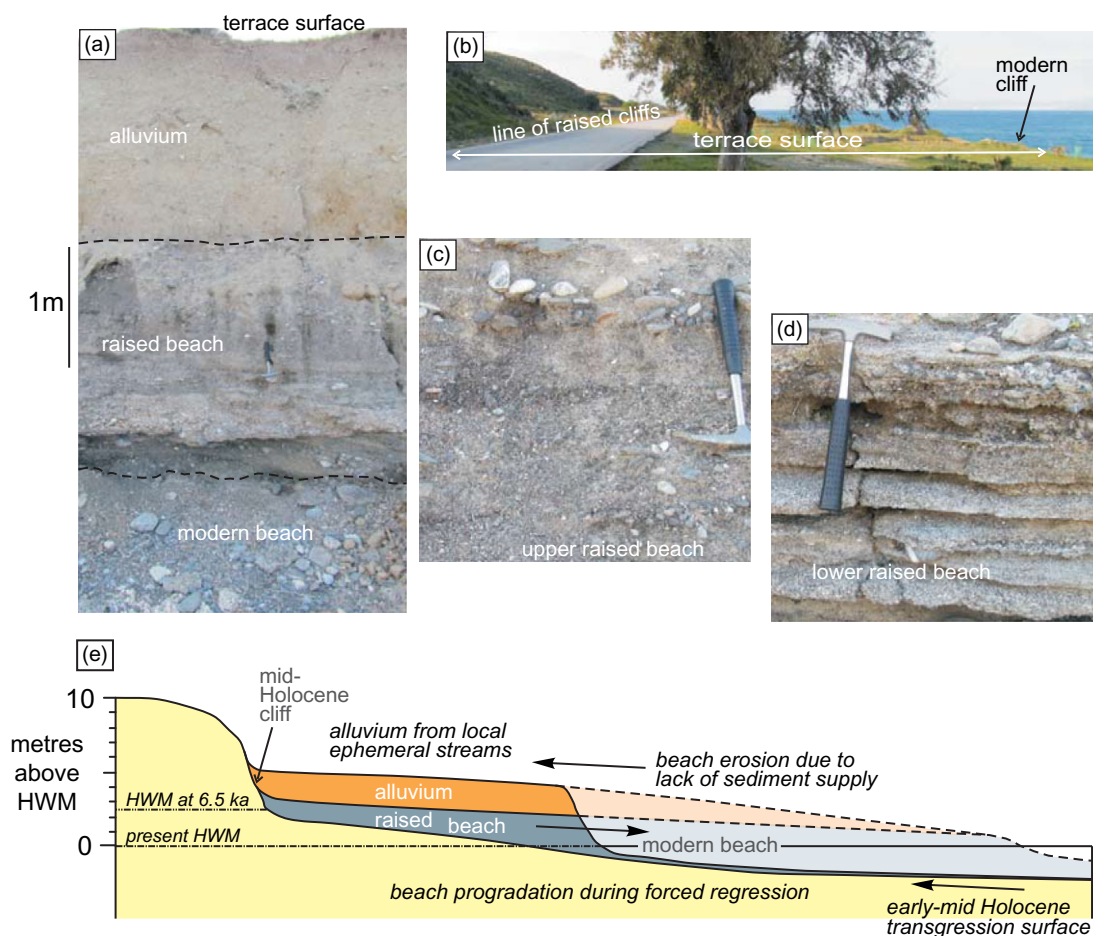 terrace surface
(a)
alluvium
1m
raised beach
modern beach
(b)
modern
cliff
line of raised cliffs
terrace surface
(c)
upper raised beach
(d)
lower raised beach
(e)
10
metres
above
HWM
0
mid-
Holocene
cliff
alluvium from local
ephemeral streams
beach erosion due to
lack of sediment supply
HWM at 6.5 ka
alluvium
raised beach
present HWM
modern beach
beach progradation during forced regression
early-mid Holocene
transgression surface